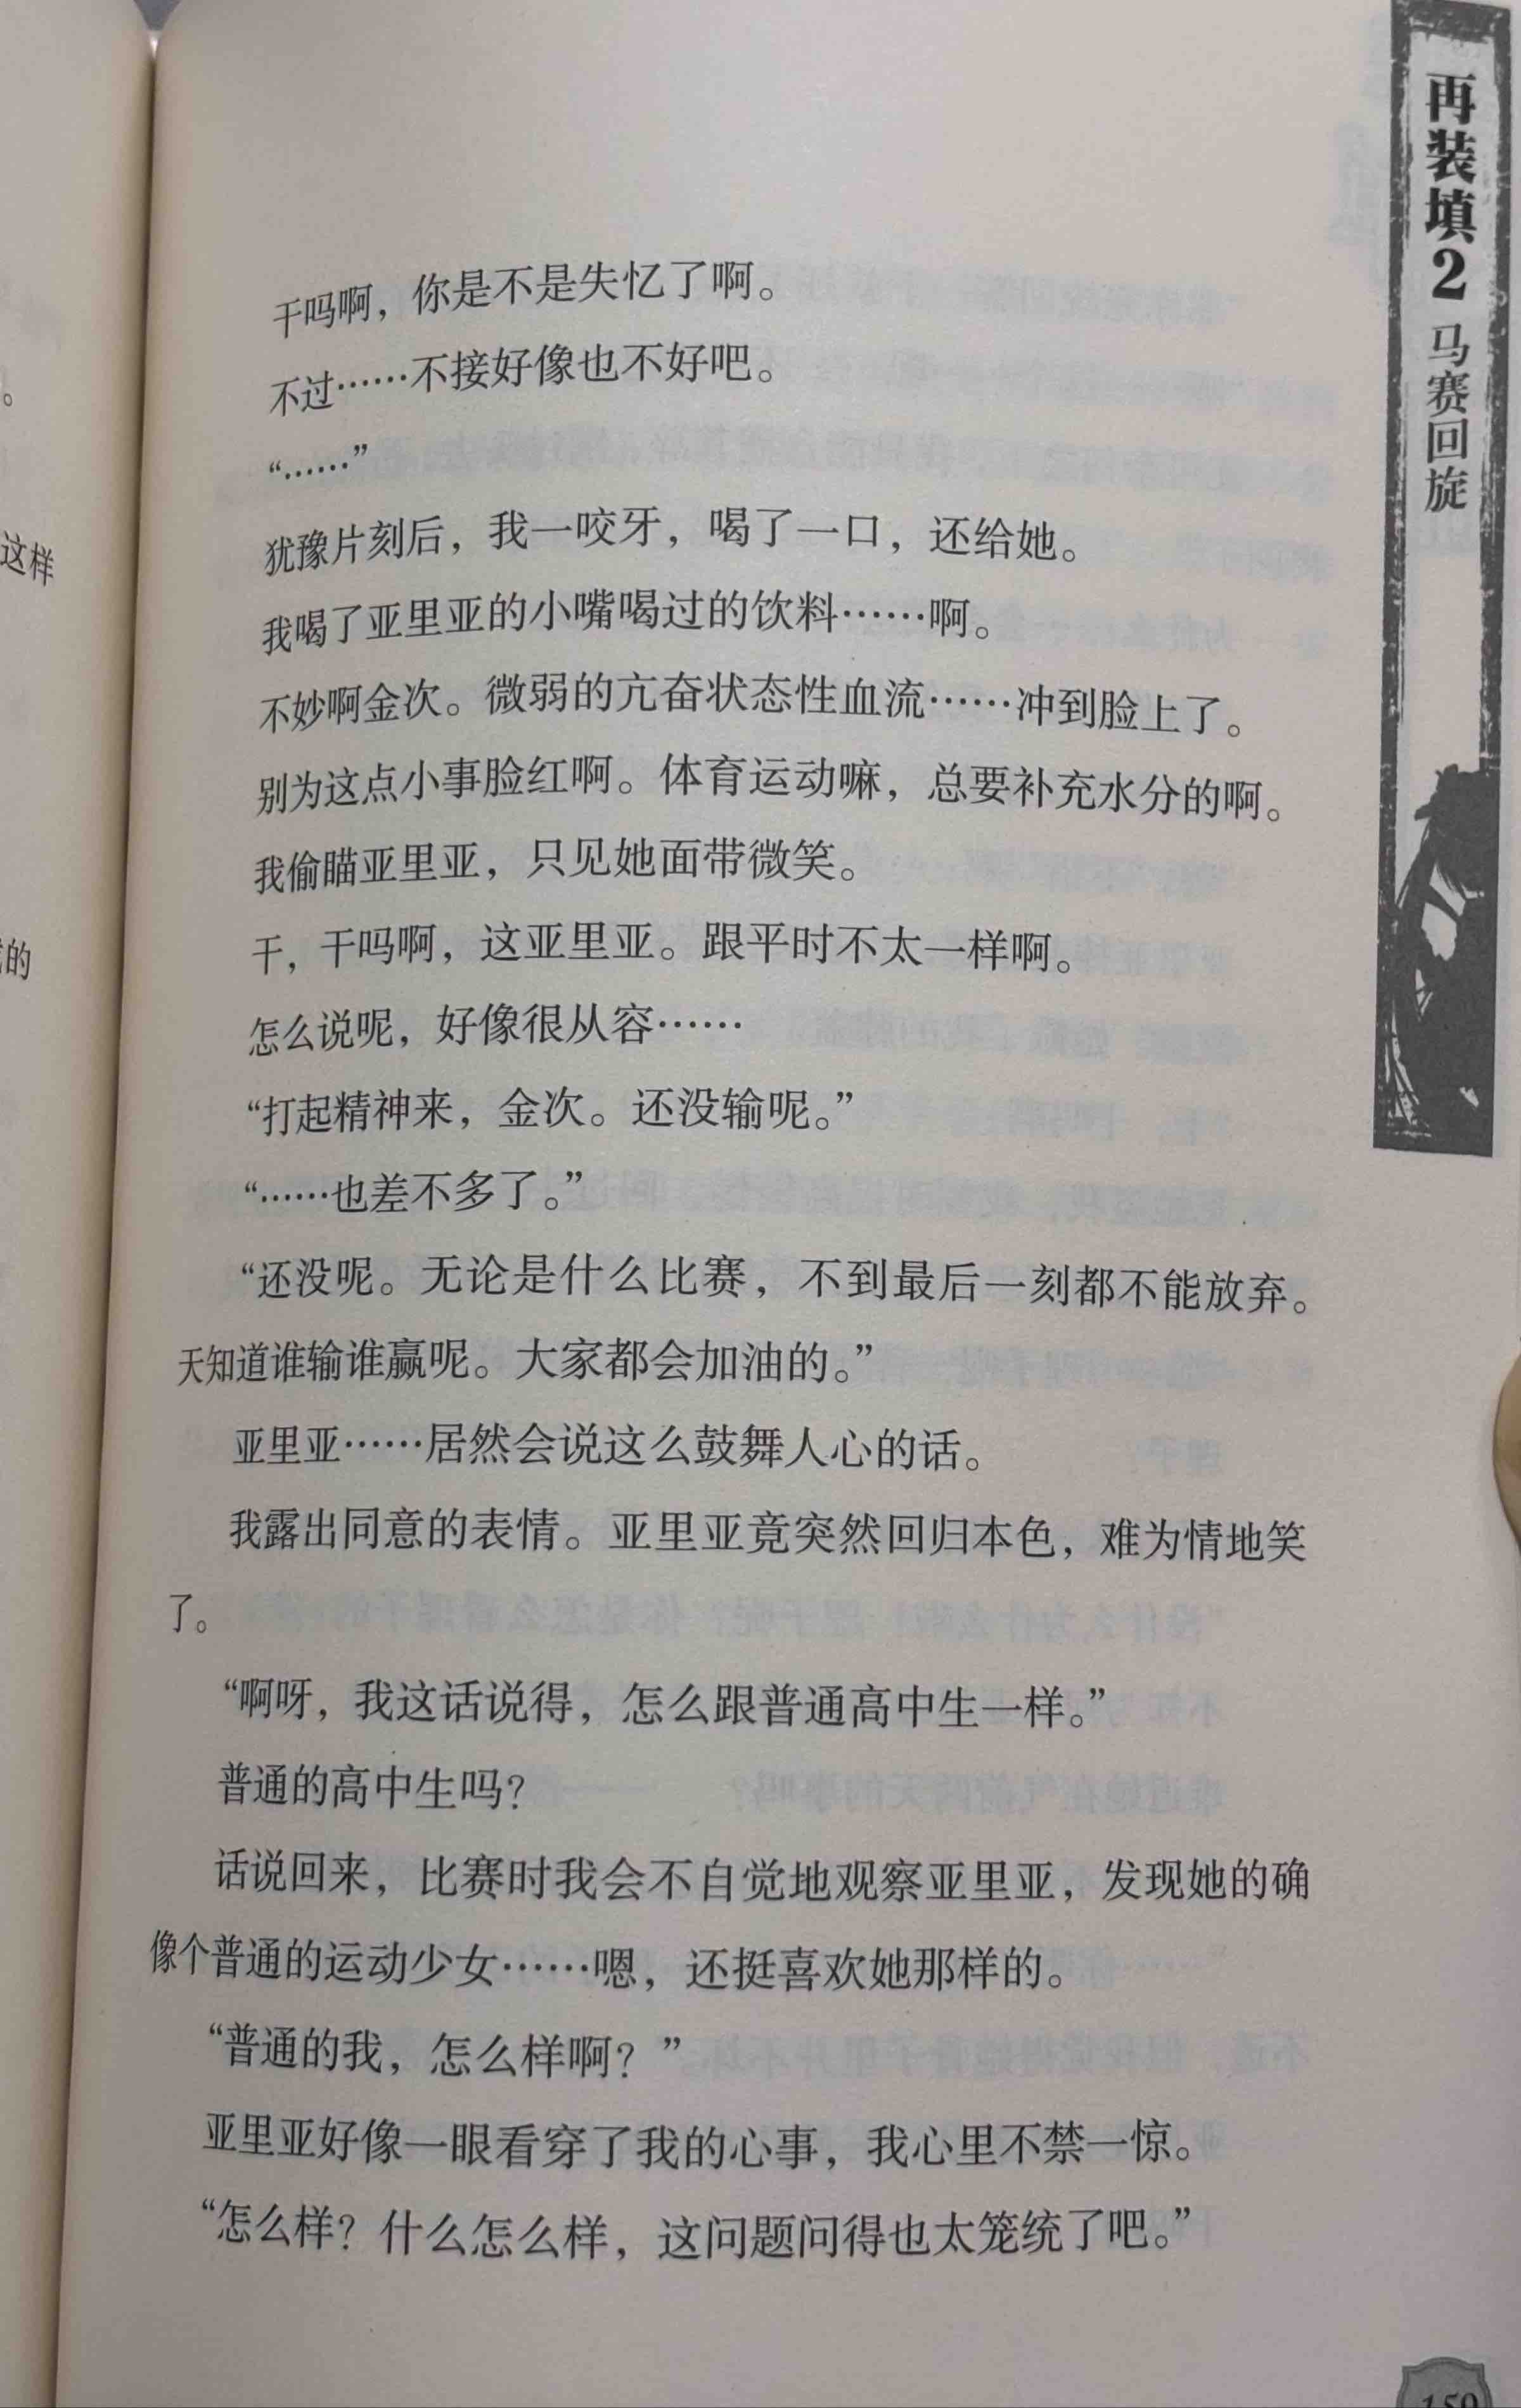 再装填2 马赛回旋
干吗啊，你是不是失忆了啊。
不过……不接好像也不好吧。
“……”
犹豫片刻后，我一咬牙，喝了一口，还给她。
我喝了亚里亚的小嘴喝过的饮料……啊。
不妙啊金次。微弱的亢奋状态性血流……冲到脸上了。
别为这点小事脸红啊。体育运动嘛，总要补充水分的啊。
我偷瞄亚里亚，只见她面带微笑。
干，干吗啊，这亚里亚。跟平时不太一样啊。
怎么说呢，好像很从容……
“打起精神来，金次。还没输呢。”
“……也差不多了。”
“还没呢。无论是什么比赛，不到最后一刻都不能放弃。
天知道谁输谁赢呢。大家都会加油的。”
亚里亚……居然会说这么鼓舞人心的话。
我露出同意的表情。亚里亚竟突然回归本色，难为情地笑
了。
“啊呀，我这话说得，怎么跟普通高中生一样。”
普通的高中生吗？
话说回来，比赛时我会不自觉地观察亚里亚，发现她的确
像个普通的运动少女……嗯，还挺喜欢她那样的。
“普通的我，怎么样啊？”
亚里亚好像一眼看穿了我的心事，我心里不禁一惊。
“怎么样？什么怎么样，这问题问得也太笼统了吧。”
。
这样
的